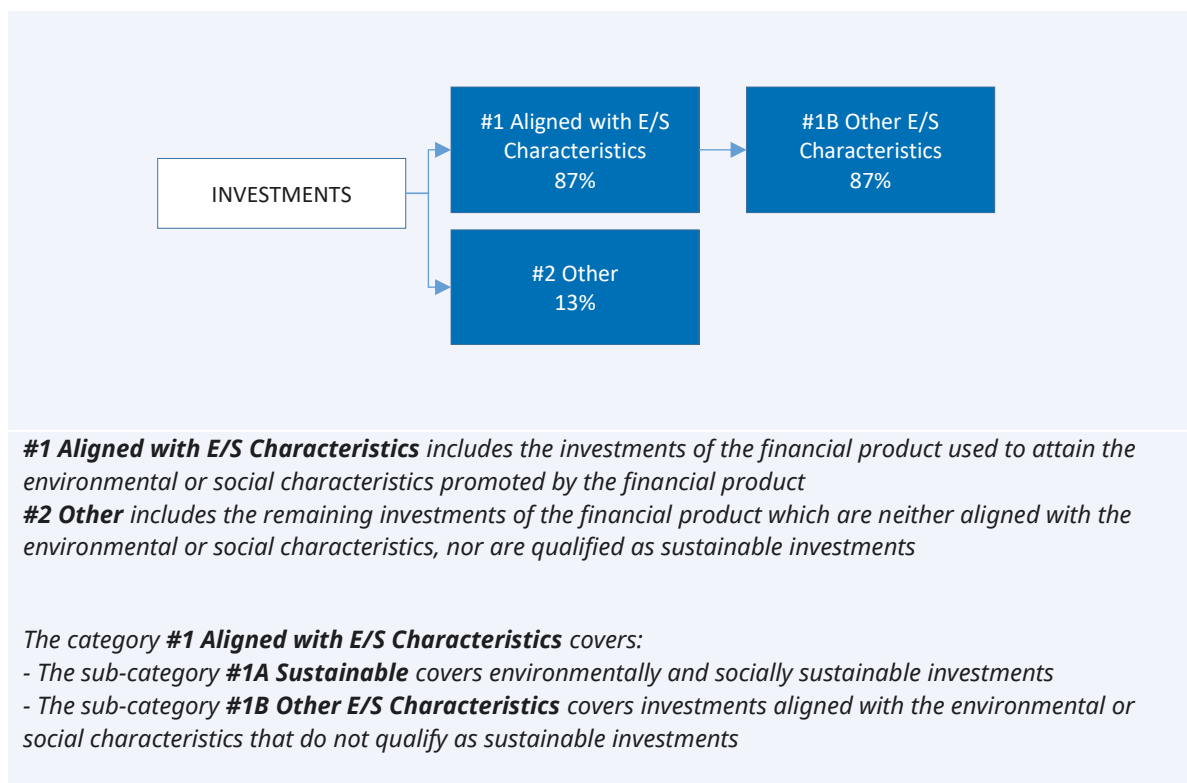 INVESTMENTS
#1 Aligned with E/S
Characteristics
87%
#1B Other E/S
Characteristics
87%
#2 Other
13%
#1 Aligned with E/S Characteristics includes the investments of the financial product used to attain the
environmental or social characteristics promoted by the financial product
#2 Other includes the remaining investments of the financial product which are neither aligned with the
environmental or social characteristics, nor are qualified as sustainable investments
The category #1 Aligned with E/S Characteristics covers:
- The sub-category #1A Sustainable covers environmentally and socially sustainable investments
- The sub-category #1B Other E/S Characteristics covers investments aligned with the environmental or
social characteristics that do not qualify as sustainable investments